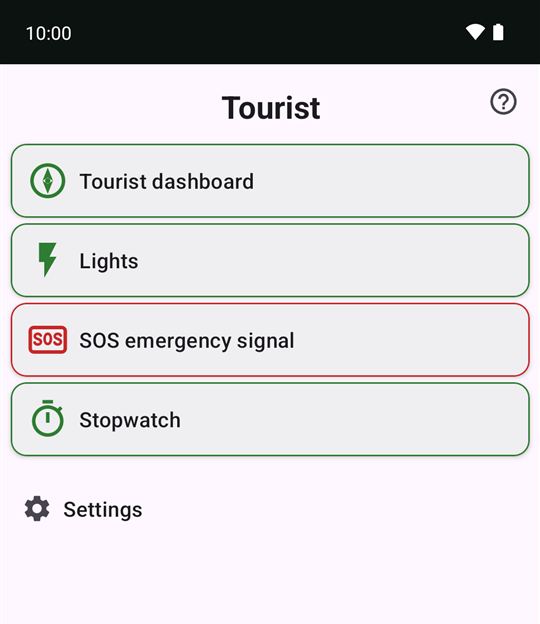 10:00
Tourist
Tourist dashboard
Lights
SOS SOS emergency signal
Stopwatch
Settings